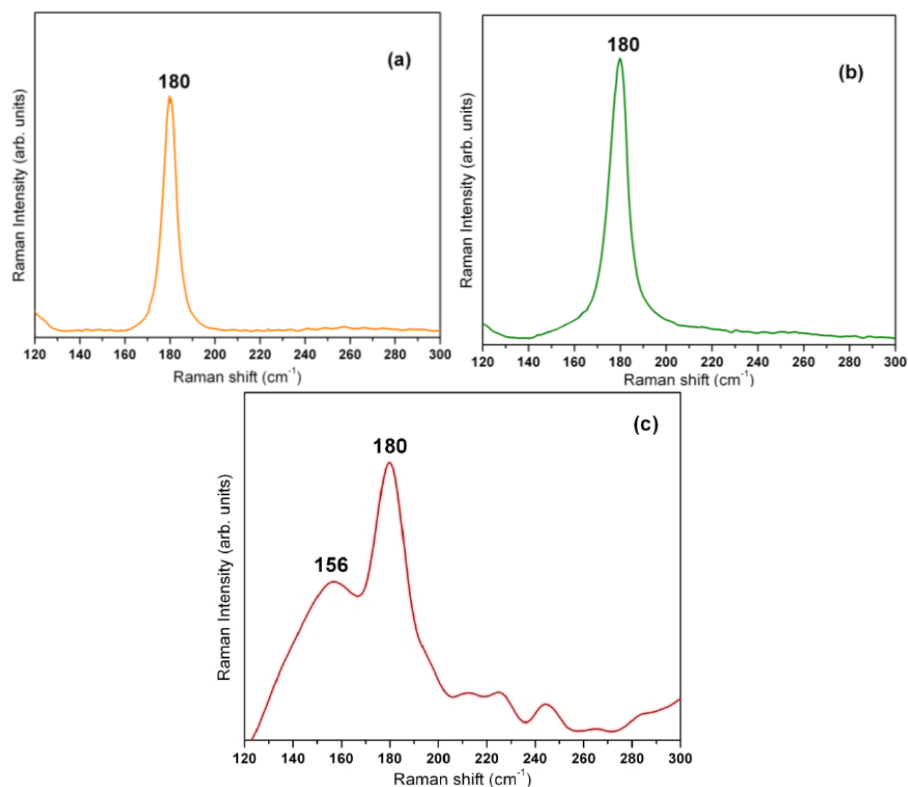 (a)
180
Raman Intensity (arb. units)
120 140 160 180 200 220 240 260 280 300
Raman shift (cm⁻¹)
(b)
180
Raman Intensity (arb. units)
120 140 160 180 200 220 240 260 280 300
Raman shift (cm⁻¹)
(c)
180
156
Raman Intensity (arb. units)
120 140 160 180 200 220 240 260 280 300
Raman shift (cm⁻¹)